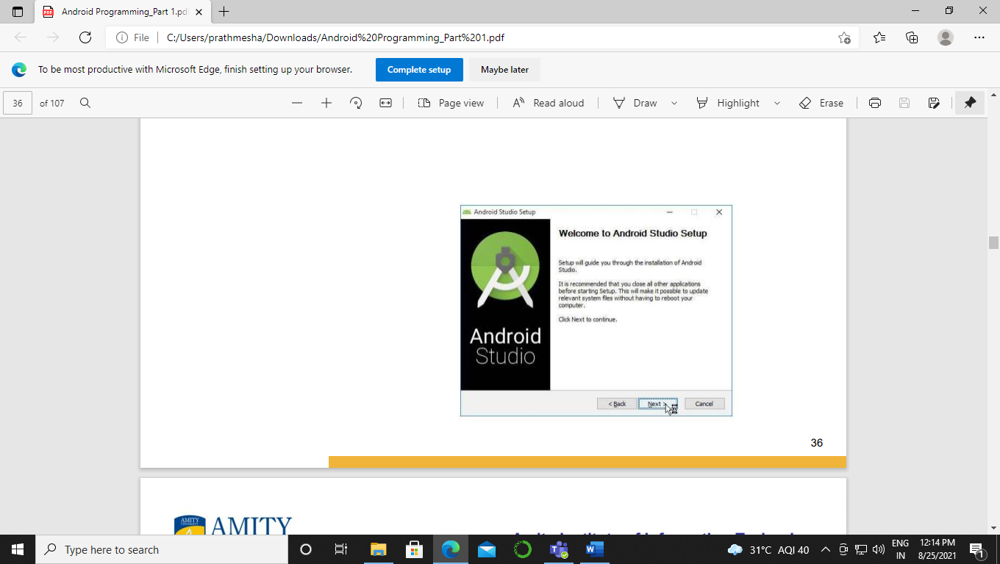 Android Programming_Part 1.pdf
File
C:/Users/prathmesha/Downloads/Android%20Programming_Part%201.pdf
To be most productive with Microsoft Edge, finish setting up your browser.
Complete setup
Maybe later
36 of 107
Page view
Read aloud
Draw
Highlight
Erase
Android Studio Setup
Welcome to Android Studio Setup
Setup will guide you through the installation of Android
Studio.
It is recommended that you close all other applications
before starting Setup. This will make it possible to update
relevant system files without having to reboot your
computer.
Click Next to continue.
Android
Studio
< Back
Next >
Cancel
36
AMITY
UNIVERSITY
AMITY
Type here to search
31°C AQI 40
ENG
IN
12:14 PM
8/25/2021
1